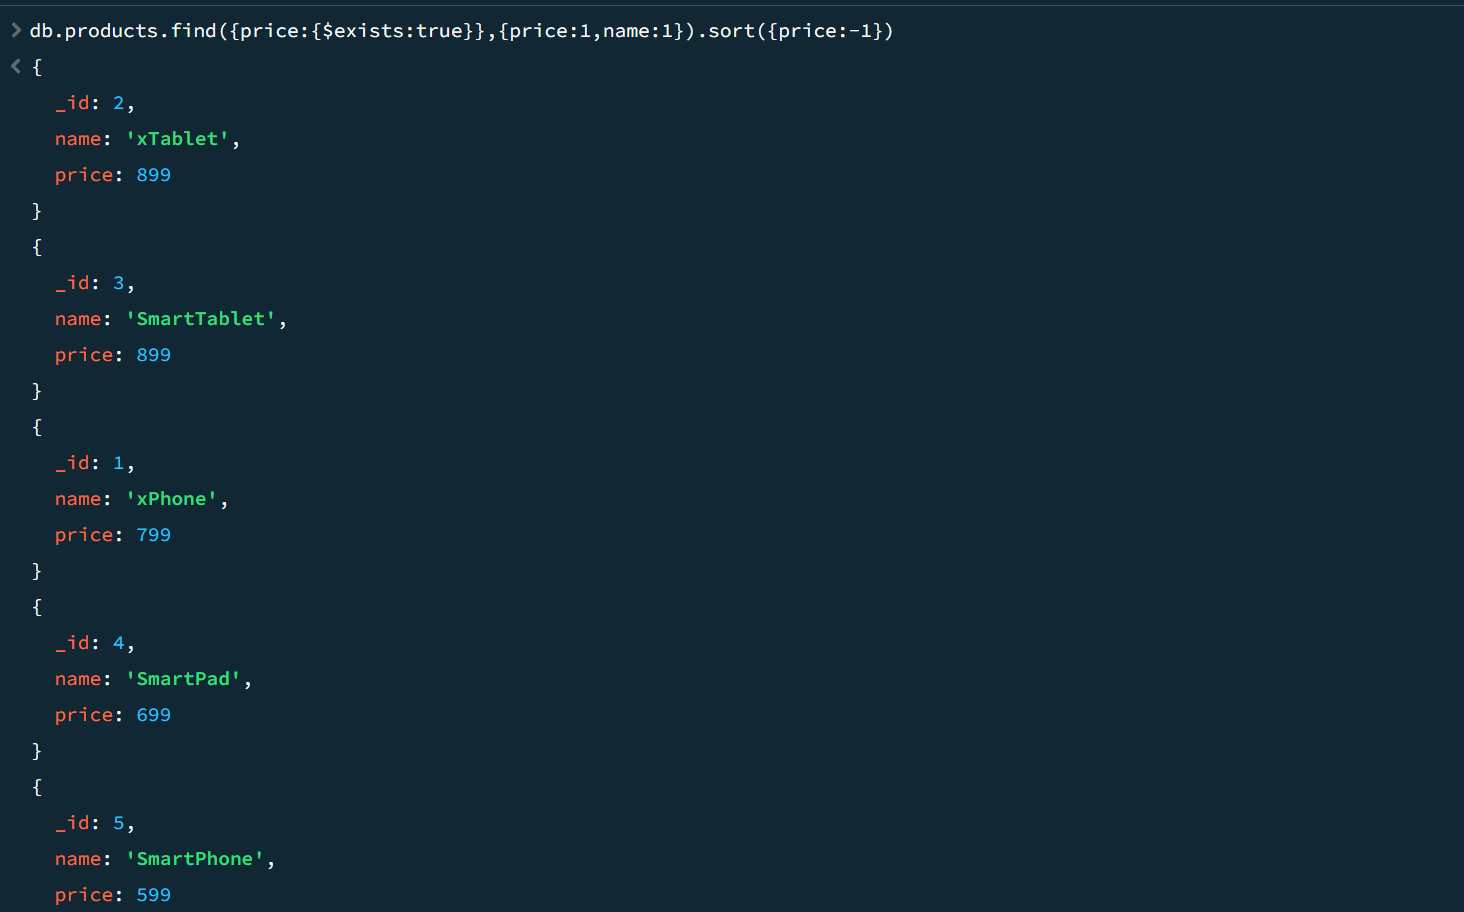 > db.products.find({price:{$exists:true}},{price:1,name:1}).sort({price:-1})
< {
_id: 2,
name: 'xTablet',
price: 899
}
{
_id: 3,
name: 'SmartTablet',
price: 899
}
{
_id: 1,
name: 'xPhone',
price: 799
}
{
_id: 4,
name: 'SmartPad',
price: 699
}
{
_id: 5,
name: 'SmartPhone',
price: 599